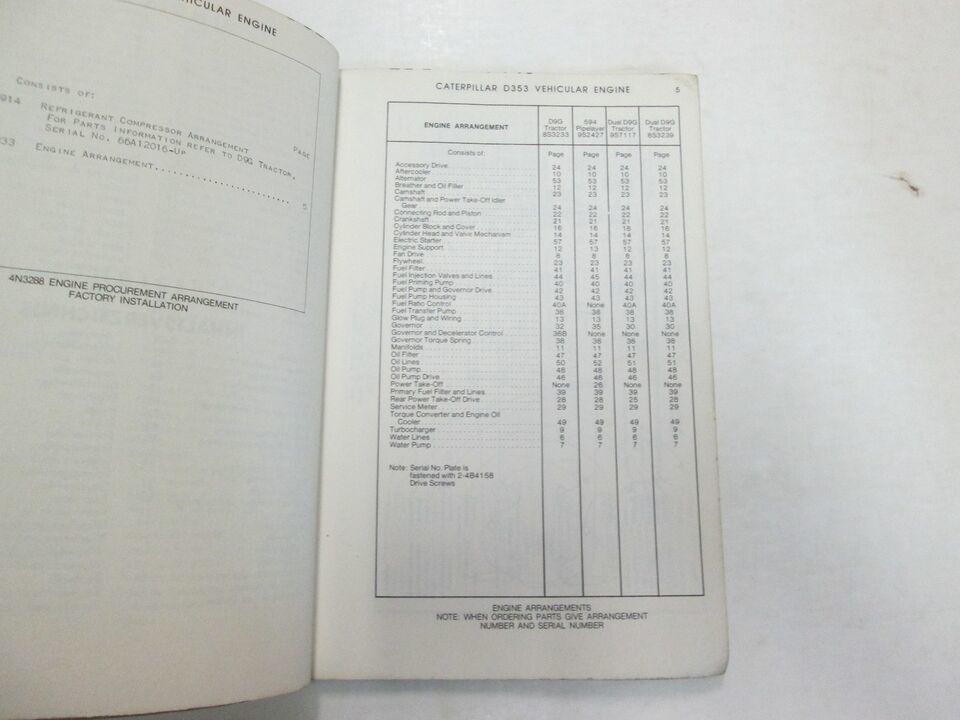 VEHICULAR ENGINE
CONSISTS OF:
REFRIGERANT COMPRESSOR ARRANGEMENT PAGE
FOR PARTS INFORMATION REFER TO D9G TRACTOR,
SERIAL NO. 66A12016-UP
ENGINE ARRANGEMENT........................ 5
4N3288 ENGINE PROCUREMENT ARRANGEMENT
FACTORY INSTALLATION
CATERPILLAR D353 VEHICULAR ENGINE 5
ENGINE ARRANGEMENT D9G Tractor 8S3233 594 Pipelayer 9S2427 Dual D9G Tractor 9S7117 Dual D9G Tractor 8S3239
Consists of: Page Page Page Page
Accessory Drive 24 24 24 24
Aftercooler 10 10 10 10
Alternator 53 53 53 53
Breather and Oil Filler 12 12 12 12
Camshaft 23 23 23 23
Camshaft and Power Take-Off Idler
Gear 24 24 24 24
Connecting Rod and Piston 22 22 22 22
Crankshaft 21 21 21 21
Cylinder Block and Cover 16 16 18 16
Cylinder Head and Valve Mechanism 14 14 14 14
Electric Starter 57 57 57 57
Engine Support 12 13 12 12
Fan Drive 8 8 8 8
Flywheel 23 23 23 23
Fuel Filter 41 41 41 41
Fuel Injection Valves and Lines 44 45 44 44
Fuel Priming Pump 40 40 40 40
Fuel Pump and Governor Drive 42 42 42 42
Fuel Pump Housing 43 43 43 43
Fuel Ratio Control 40A None 40A 40A
Fuel Transfer Pump 38 38 38 38
Glow Plug and Wiring 13 13 13 13
Governor 32 35 30 30
Governor and Decelerator Control 36B None None None
Governor Torque Spring 38 38 38 38
Manifolds 11 11 11 11
Oil Filter 47 47 47 47
Oil Lines 50 52 51 51
Oil Pump 48 48 48 48
Oil Pump Drive 46 46 46 46
Power Take-Off None 26 None None
Primary Fuel Filter and Lines 39 39 39 39
Rear Power Take-Off Drive 28 28 25 28
Service Meter 29 29 29 29
Torque Converter and Engine Oil
Cooler 49 49 49 49
Turbocharger 9 9 9 9
Water Lines 6 6 6 6
Water Pump 7 7 7 7
Note: Serial No. Plate is
fastened with 2-4B4158
Drive Screws
ENGINE ARRANGEMENTS
NOTE: WHEN ORDERING PARTS GIVE ARRANGEMENT
NUMBER AND SERIAL NUMBER